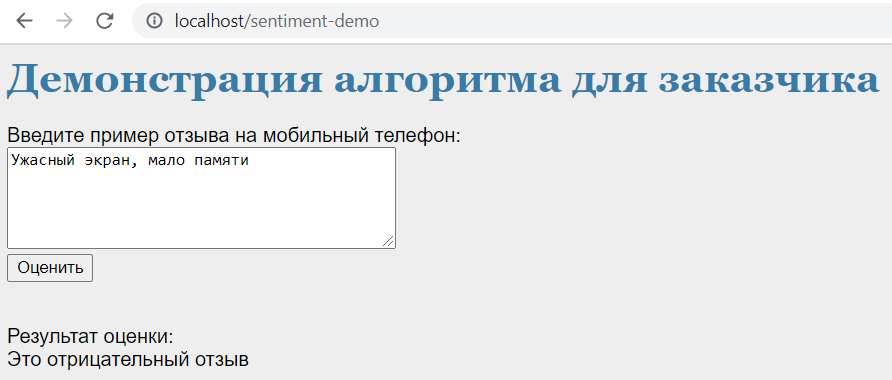 localhost/sentiment-demo
Демонстрация алгоритма для заказчика
Введите пример отзыва на мобильный телефон:
Ужасный экран, мало памяти
Оценить
Результат оценки:
Это отрицательный отзыв